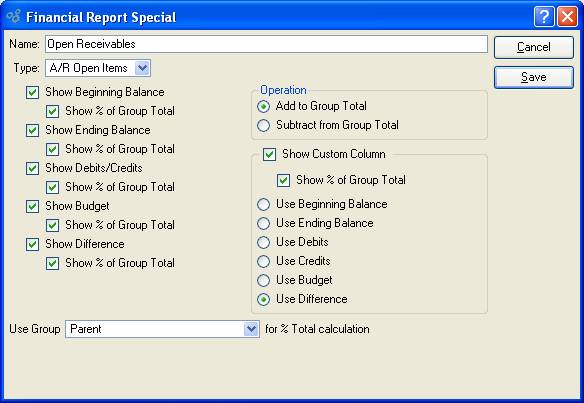 Financial Report Special
Name: Open Receivables
Cancel
Type: A/R Open Items
Save
Show Beginning Balance
Show % of Group Total
Show Ending Balance
Show % of Group Total
Show Debits/Credits
Show % of Group Total
Show Budget
Show % of Group Total
Show Difference
Show % of Group Total
Operation
Add to Group Total
Subtract from Group Total
Show Custom Column
Show % of Group Total
Use Beginning Balance
Use Ending Balance
Use Debits
Use Credits
Use Budget
Use Difference
Use Group Parent for % Total calculation